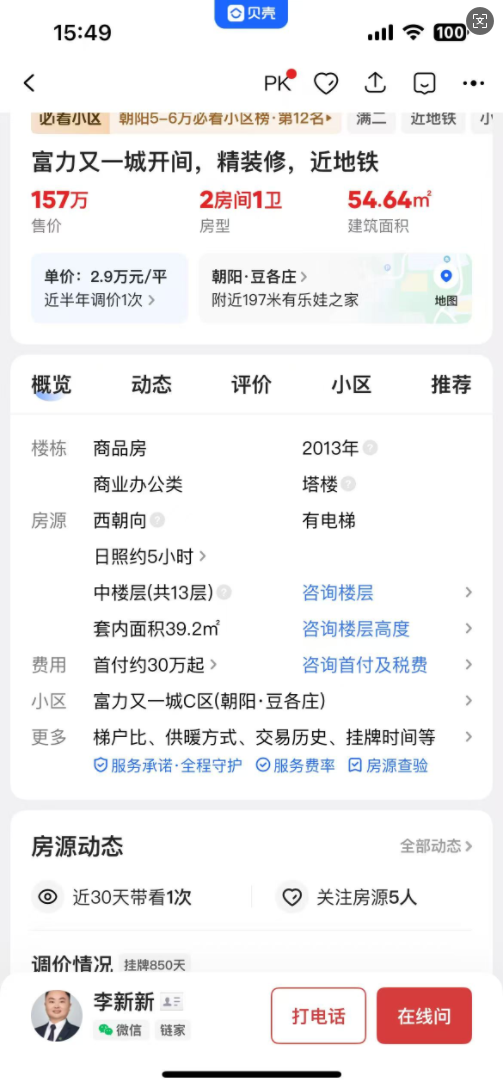 15:49
贝壳
100
PK
必看小区 朝阳5-6万必看小区榜·第12名 满二 近地铁 小
富力又一城开间，精装修，近地铁
157万 2房间1卫 54.64㎡
售价 房型 建筑面积
单价：2.9万元/平 朝阳·豆各庄
近半年调价1次 附近197米有乐娃之家 地图
概览 动态 评价 小区 推荐
楼栋 商品房 2013年
商业办公类 塔楼
房源 西朝向 有电梯
日照约5小时
中楼层(共13层) 咨询楼层
套内面积39.2㎡ 咨询楼层高度
费用 首付约30万起 咨询首付及税费
小区 富力又一城C区(朝阳·豆各庄)
更多 梯户比、供暖方式、交易历史、挂牌时间等
服务承诺·全程守护 服务费率 房源查验
房源动态 全部动态
近30天带看1次 关注房源5人
调价情况 挂牌850天
李新新
微信 链家
打电话 在线问